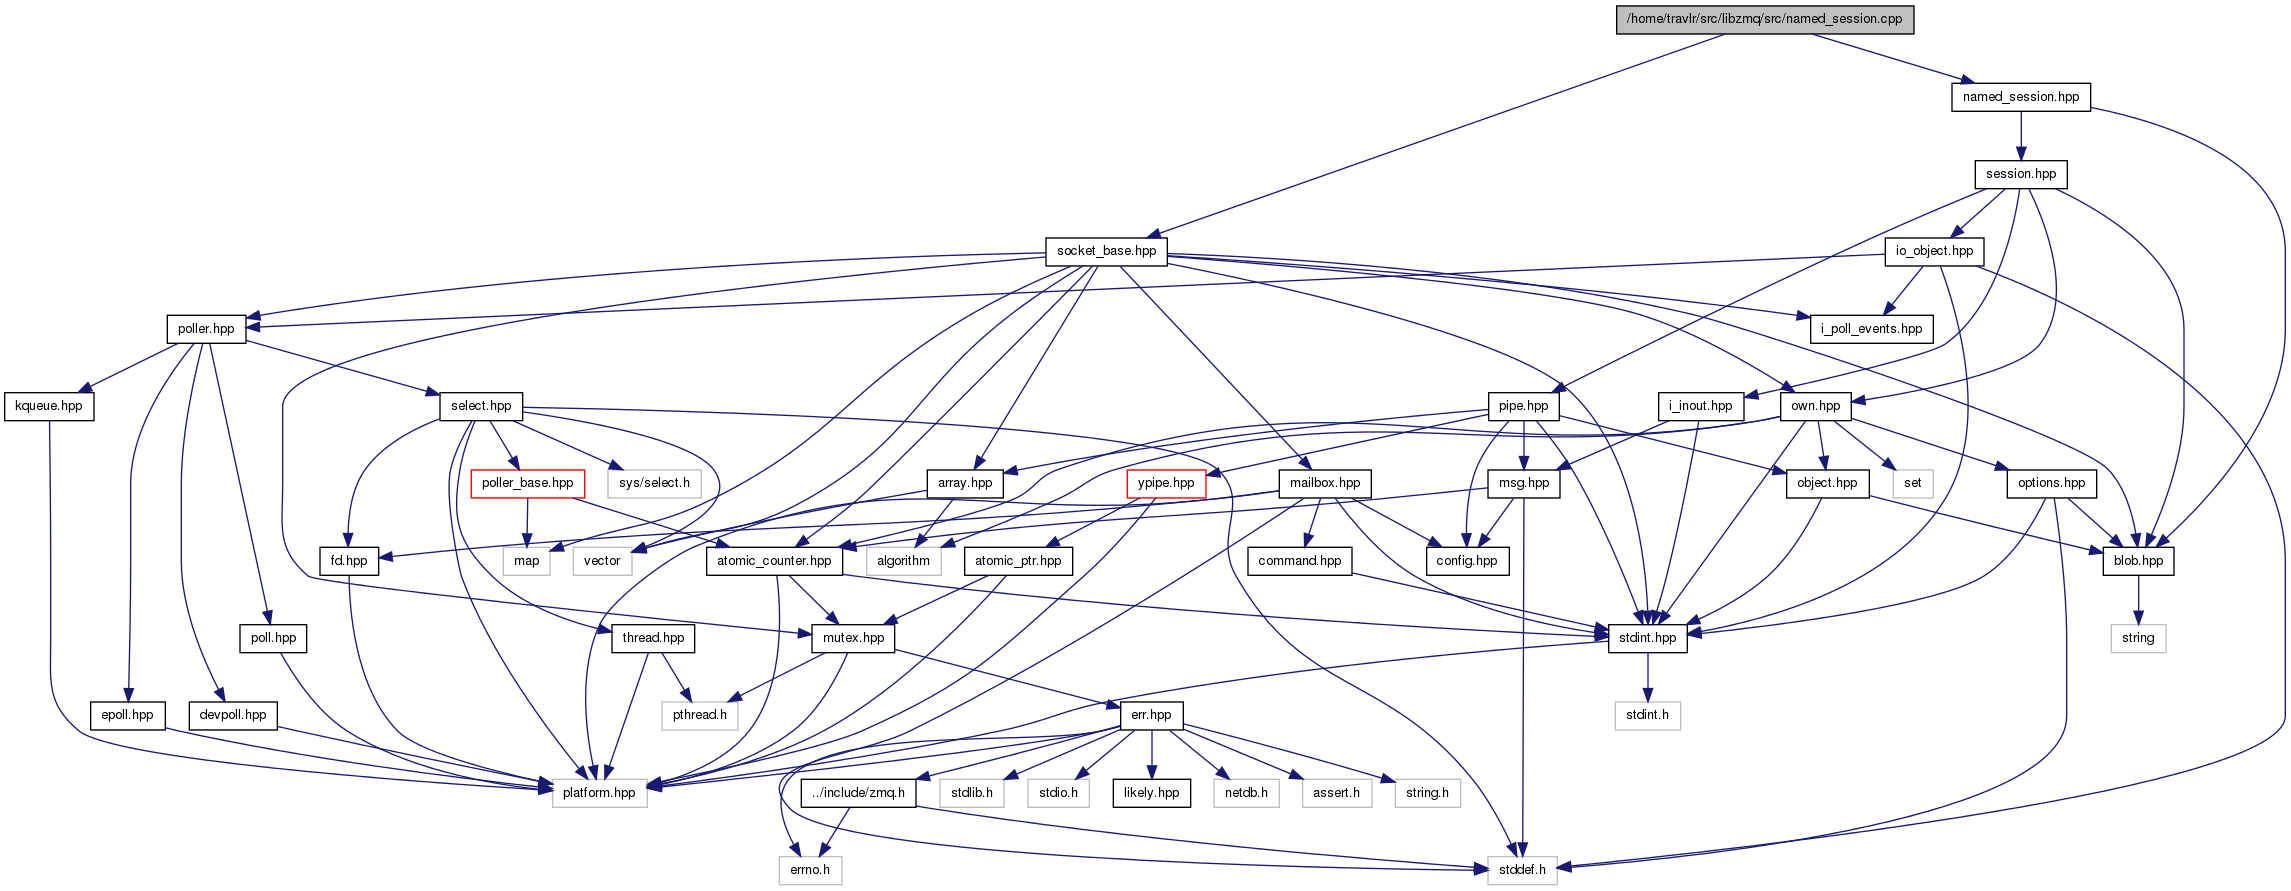 /home/travlr/src/libzmq/src/named_session.cpp
named_session.hpp
session.hpp
socket_base.hpp
io_object.hpp
poller.hpp
i_poll_events.hpp
kqueue.hpp
select.hpp
pipe.hpp
i_inout.hpp
own.hpp
poller_base.hpp
sys/select.h
array.hpp
ypipe.hpp
mailbox.hpp
msg.hpp
object.hpp
set
options.hpp
fd.hpp
map
vector
atomic_counter.hpp
algorithm
atomic_ptr.hpp
command.hpp
config.hpp
blob.hpp
poll.hpp
thread.hpp
mutex.hpp
stdint.hpp
string
epoll.hpp
devpoll.hpp
pthread.h
err.hpp
stdint.h
platform.hpp
../include/zmq.h
stdlib.h
stdio.h
likely.hpp
netdb.h
assert.h
string.h
errno.h
stddef.h